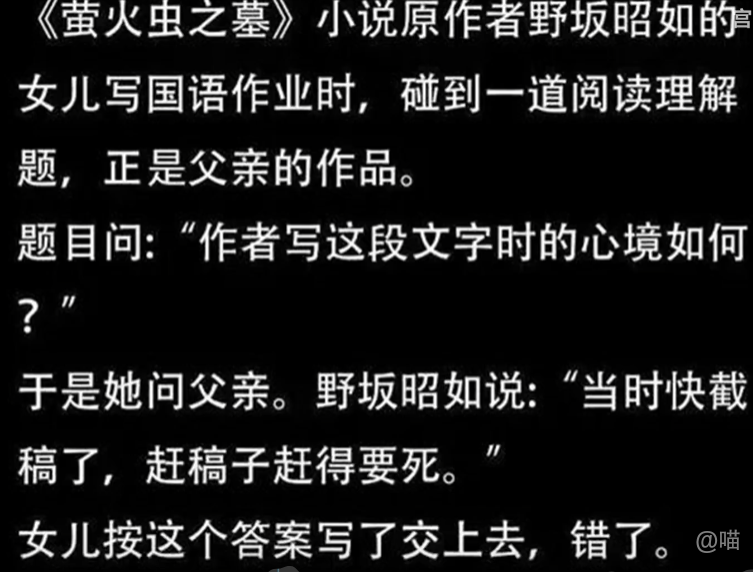 《萤火虫之墓》小说原作者野坂昭如的
女儿写国语作业时，碰到一道阅读理解
题，正是父亲的作品。
题目问:“作者写这段文字时的心境如何
？”
于是她问父亲。野坂昭如说:“当时快截
稿了，赶稿子赶得要死。”
女儿按这个答案写了交上去，错了。
@喵